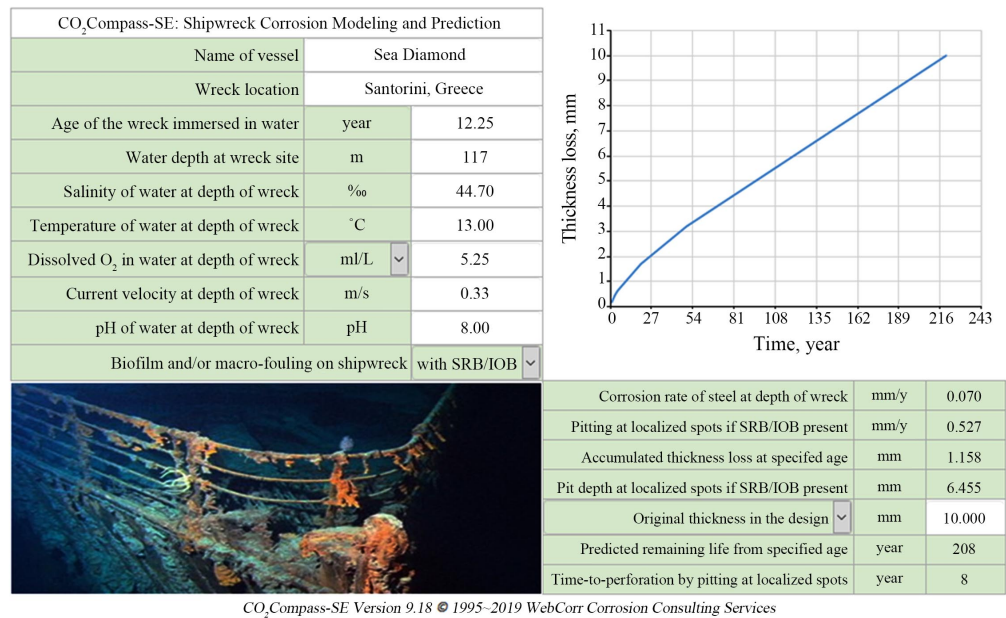 CO2Compass-SE: Shipwreck Corrosion Modeling and Prediction
Name of vessel Sea Diamond
Wreck location Santorini, Greece
Age of the wreck immersed in water year 12.25
Water depth at wreck site m 117
Salinity of water at depth of wreck ‰ 44.70
Temperature of water at depth of wreck ˚C 13.00
Dissolved O2 in water at depth of wreck ml/L 5.25
Current velocity at depth of wreck m/s 0.33
pH of water at depth of wreck pH 8.00
Biofilm and/or macro-fouling on shipwreck with SRB/IOB
Thickness loss, mm
11
10
9
8
7
6
5
4
3
2
1
0
0 27 54 81 108 135 162 189 216 243
Time, year
Corrosion rate of steel at depth of wreck mm/y 0.070
Pitting at localized spots if SRB/IOB present mm/y 0.527
Accumulated thickness loss at specifed age mm 1.158
Pit depth at localized spots if SRB/IOB present mm 6.455
Original thickness in the design mm 10.000
Predicted remaining life from specified age year 208
Time-to-perforation by pitting at localized spots year 8
CO2Compass-SE Version 9.18 © 1995~2019 WebCorr Corrosion Consulting Services